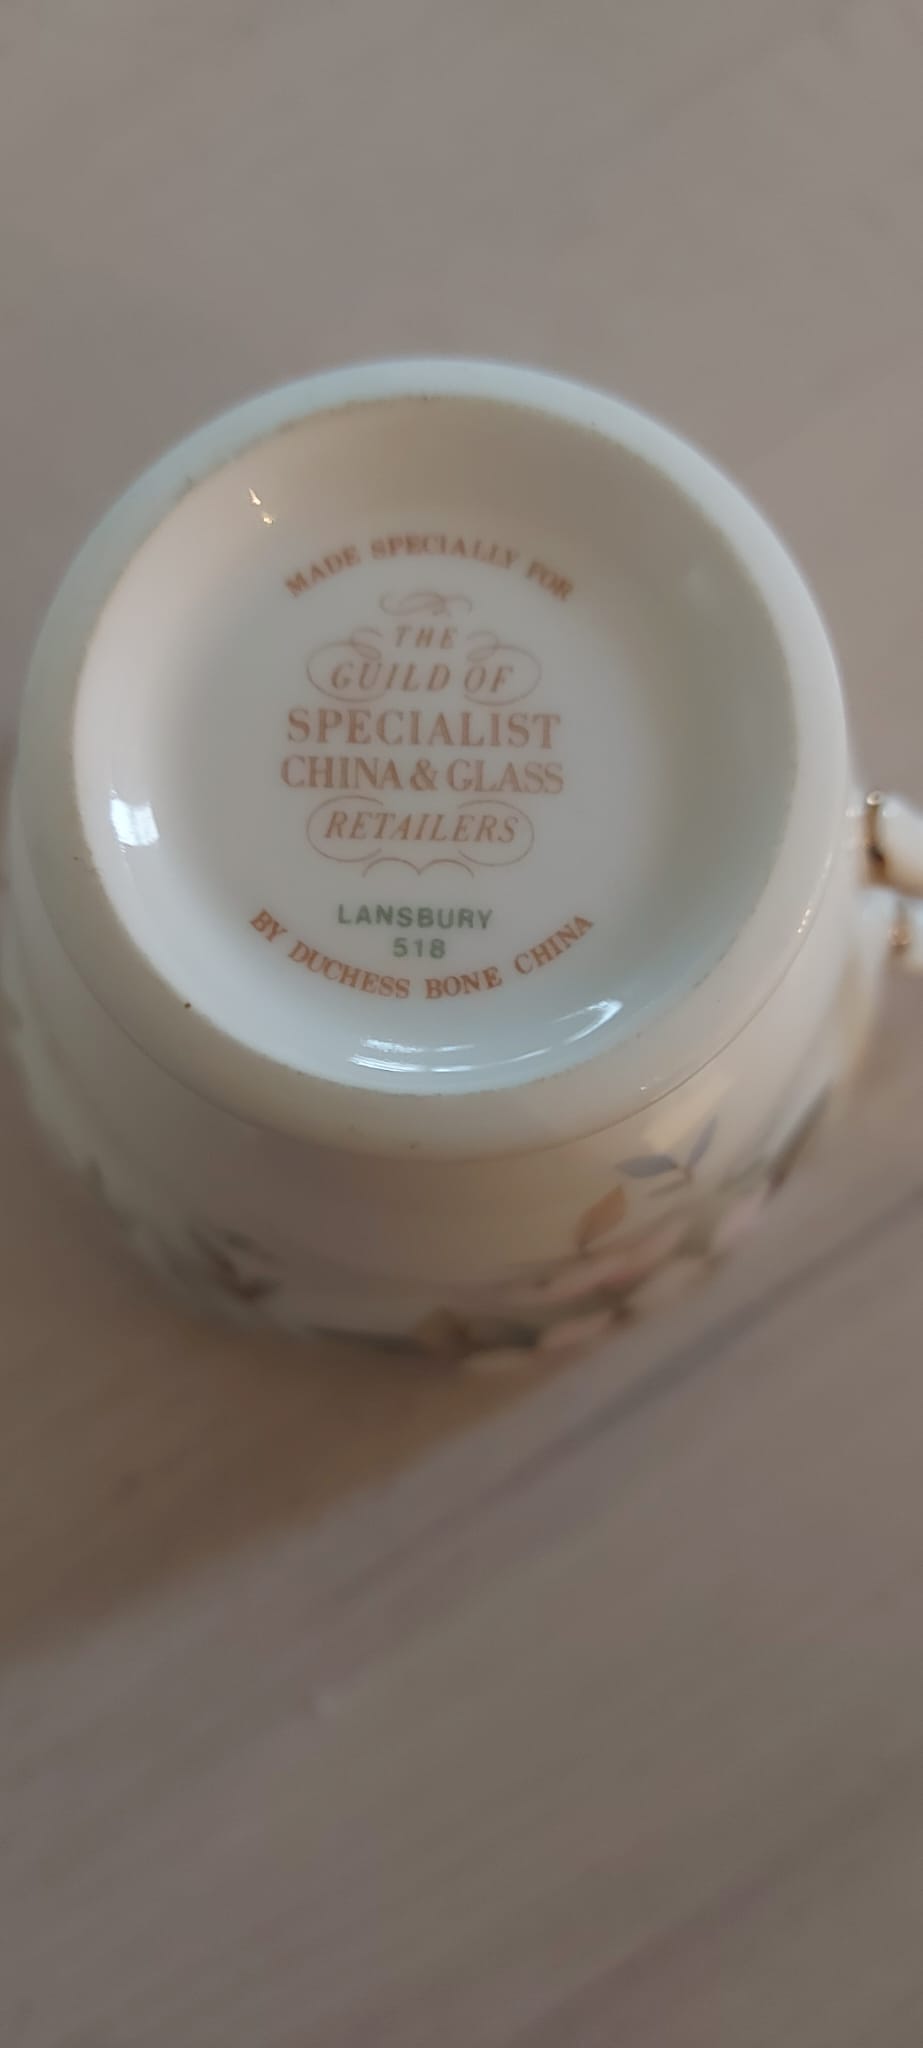 MADE SPECIALLY FOR
THE
GUILD OF
SPECIALIST
CHINA & GLASS
RETAILERS
LANSBURY
518
BY DUCHESS BONE CHINA